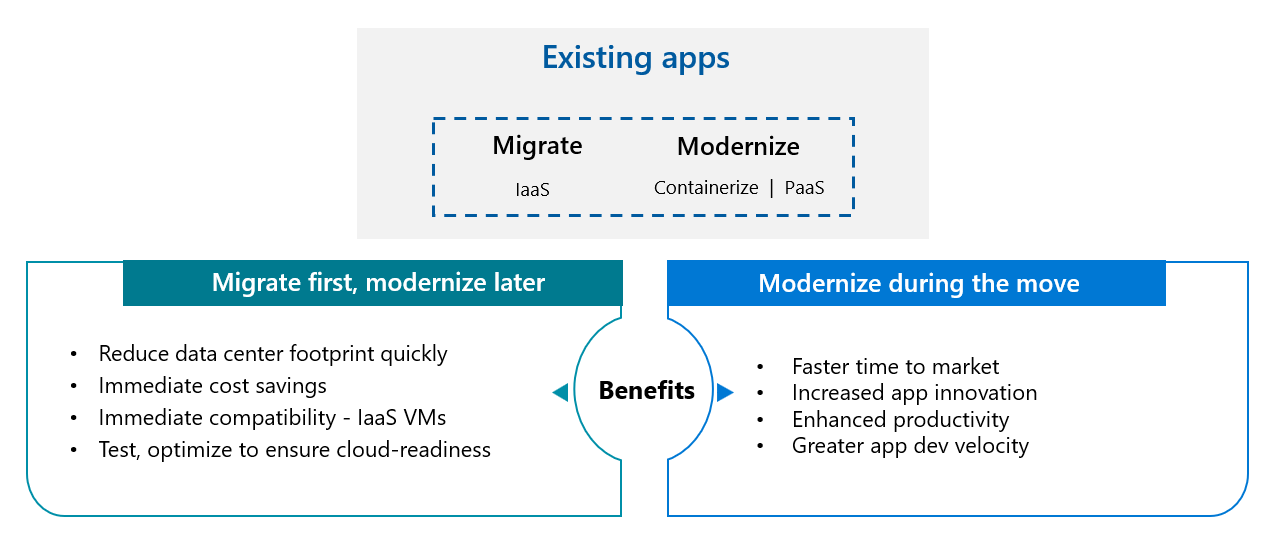 Existing apps
Migrate
Modernize
IaaS
Containerize | PaaS
Migrate first, modernize later
• Reduce data center footprint quickly
• Immediate cost savings
• Immediate compatibility - IaaS VMs
• Test, optimize to ensure cloud-readiness
Benefits
Modernize during the move
• Faster time to market
• Increased app innovation
• Enhanced productivity
• Greater app dev velocity